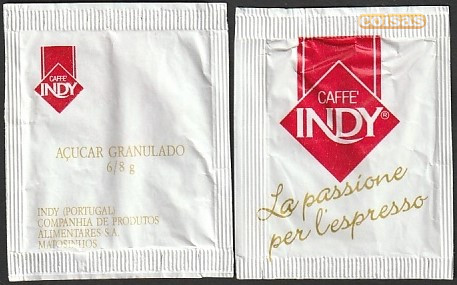 CAFFE'
INDY
AÇUCAR GRANULADO
6/8 g
INDY (PORTUGAL)
COMPANHIA DE PRODUTOS
ALIMENTARES S.A.
MATOSINHOS
coisas
CAFFE'
INDY®
La passione
per l'espresso